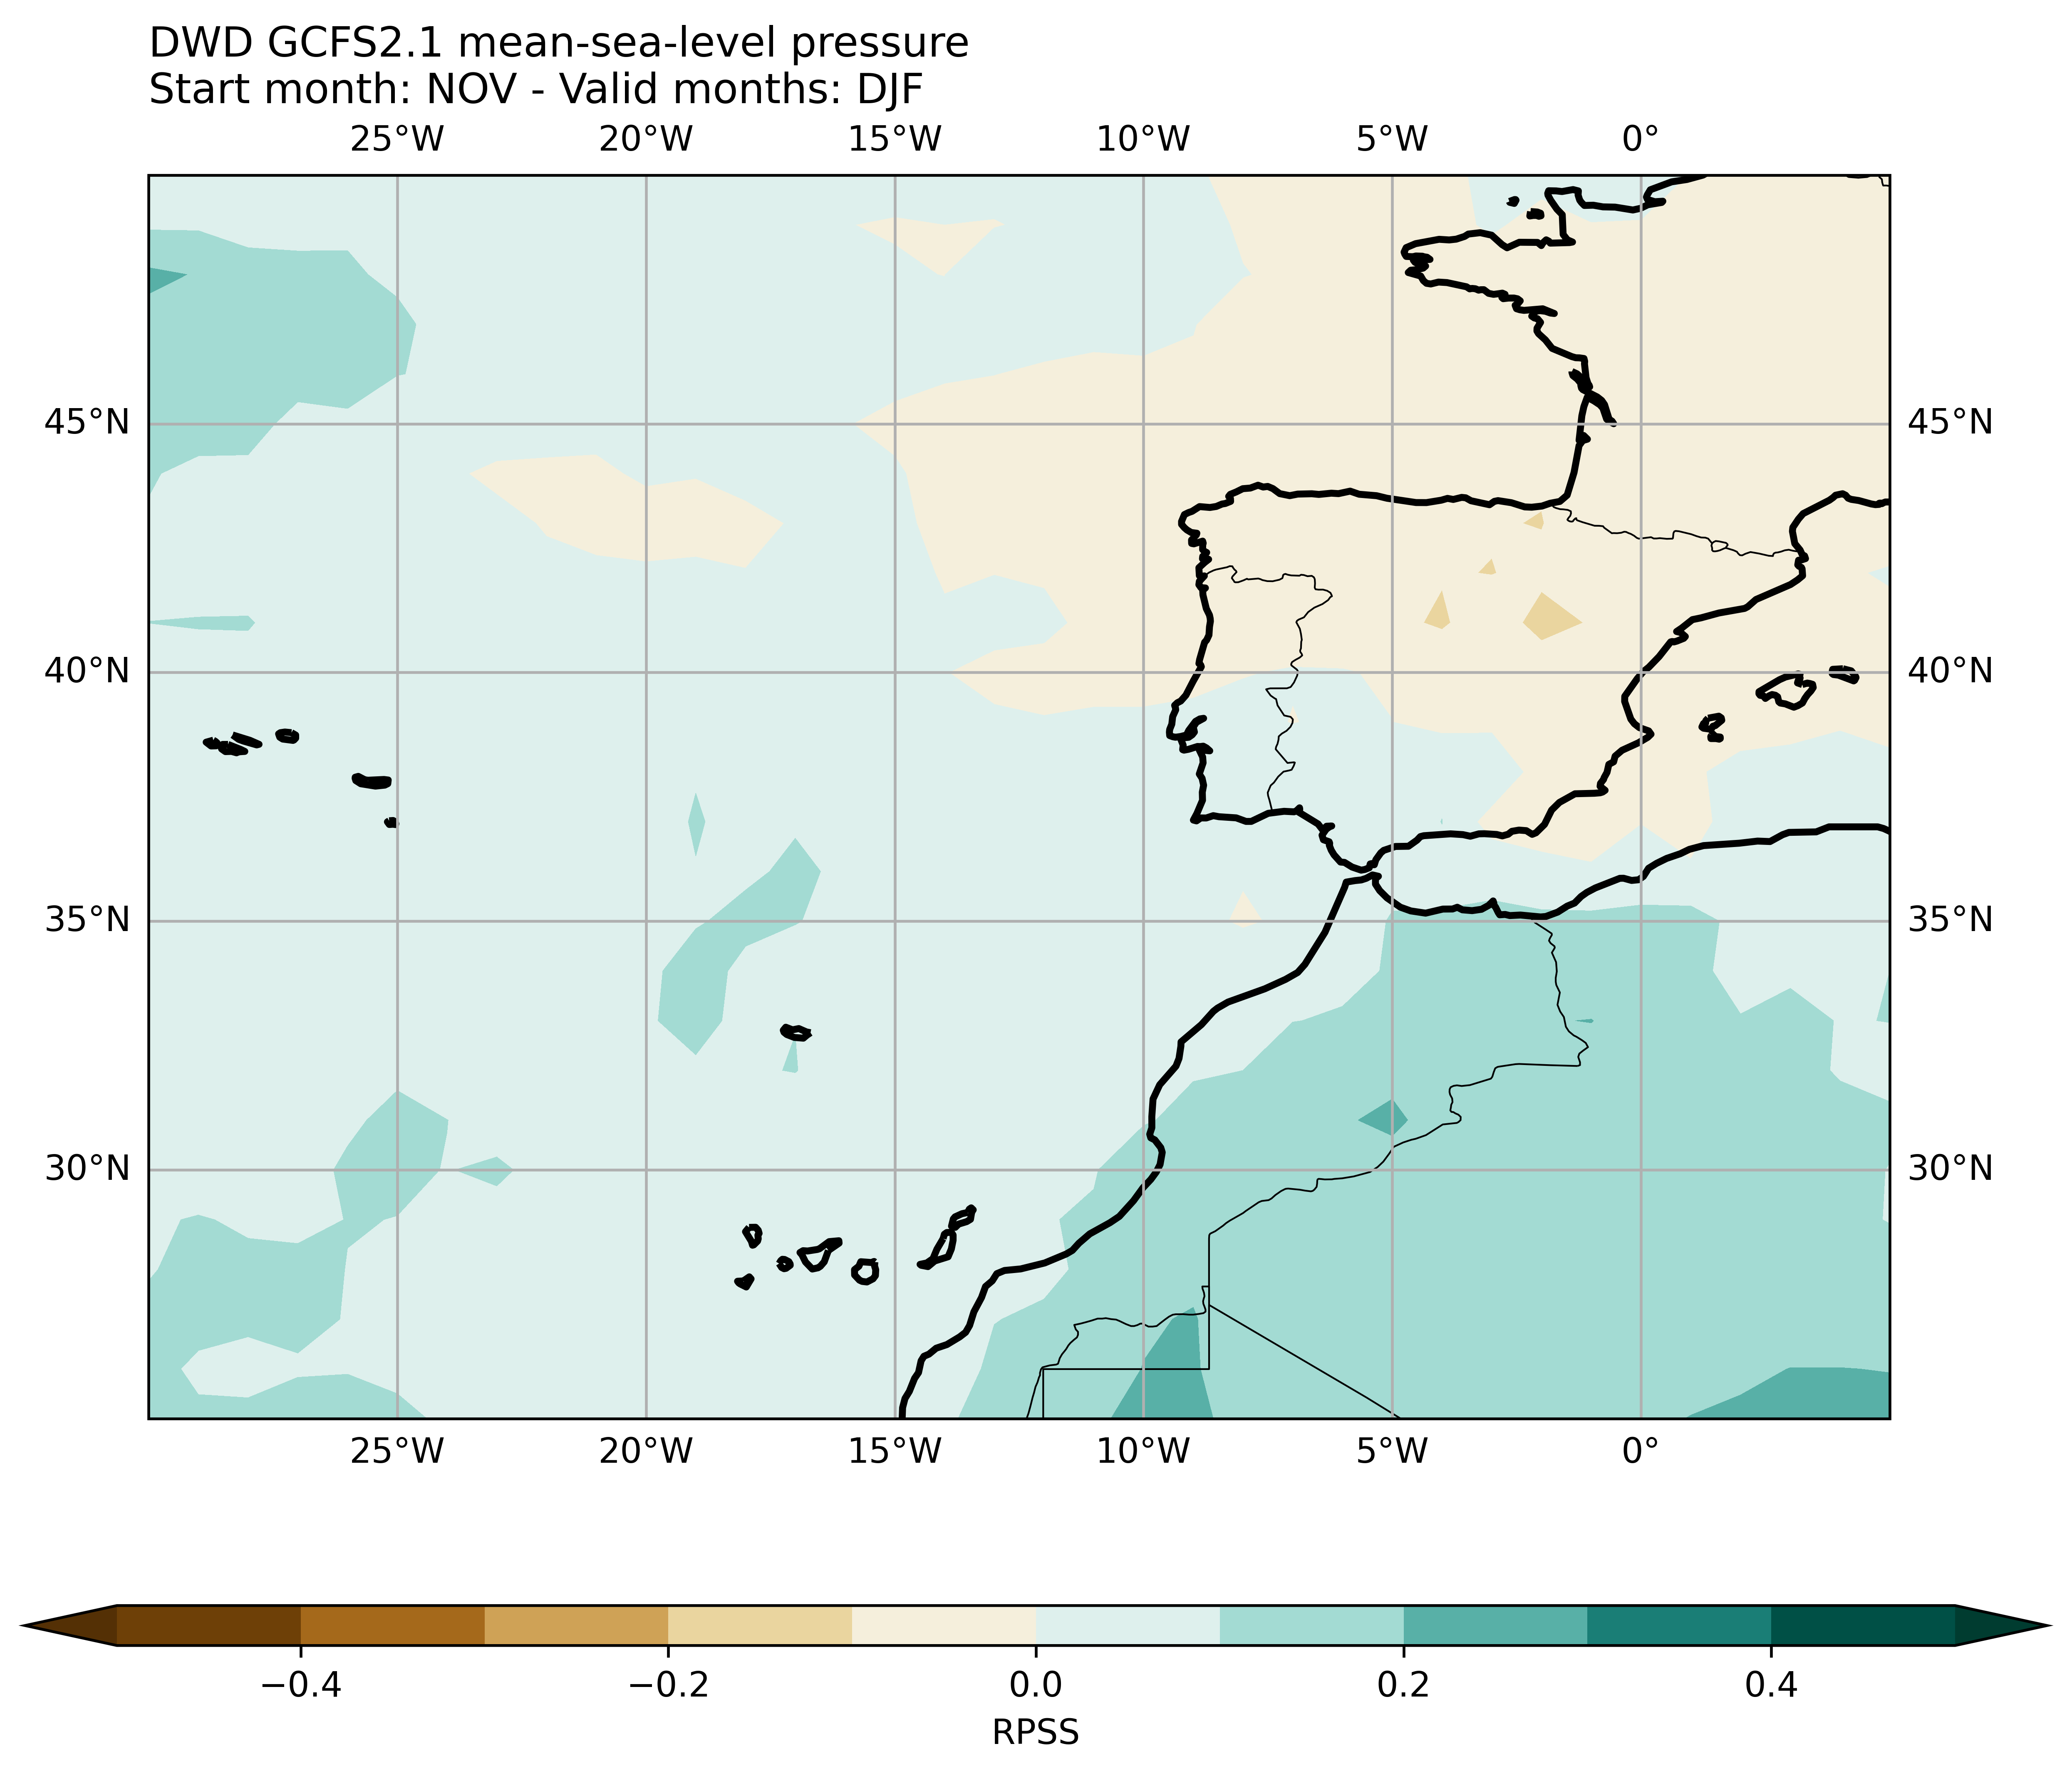 DWD GCFS2.1 mean-sea-level pressure
Start month: NOV - Valid months: DJF
25°W 20°W 15°W 10°W 5°W 0°
45°N 45°N
40°N 40°N
35°N 35°N
30°N 30°N
25°W 20°W 15°W 10°W 5°W 0°
−0.4 −0.2 0.0 0.2 0.4
RPSS